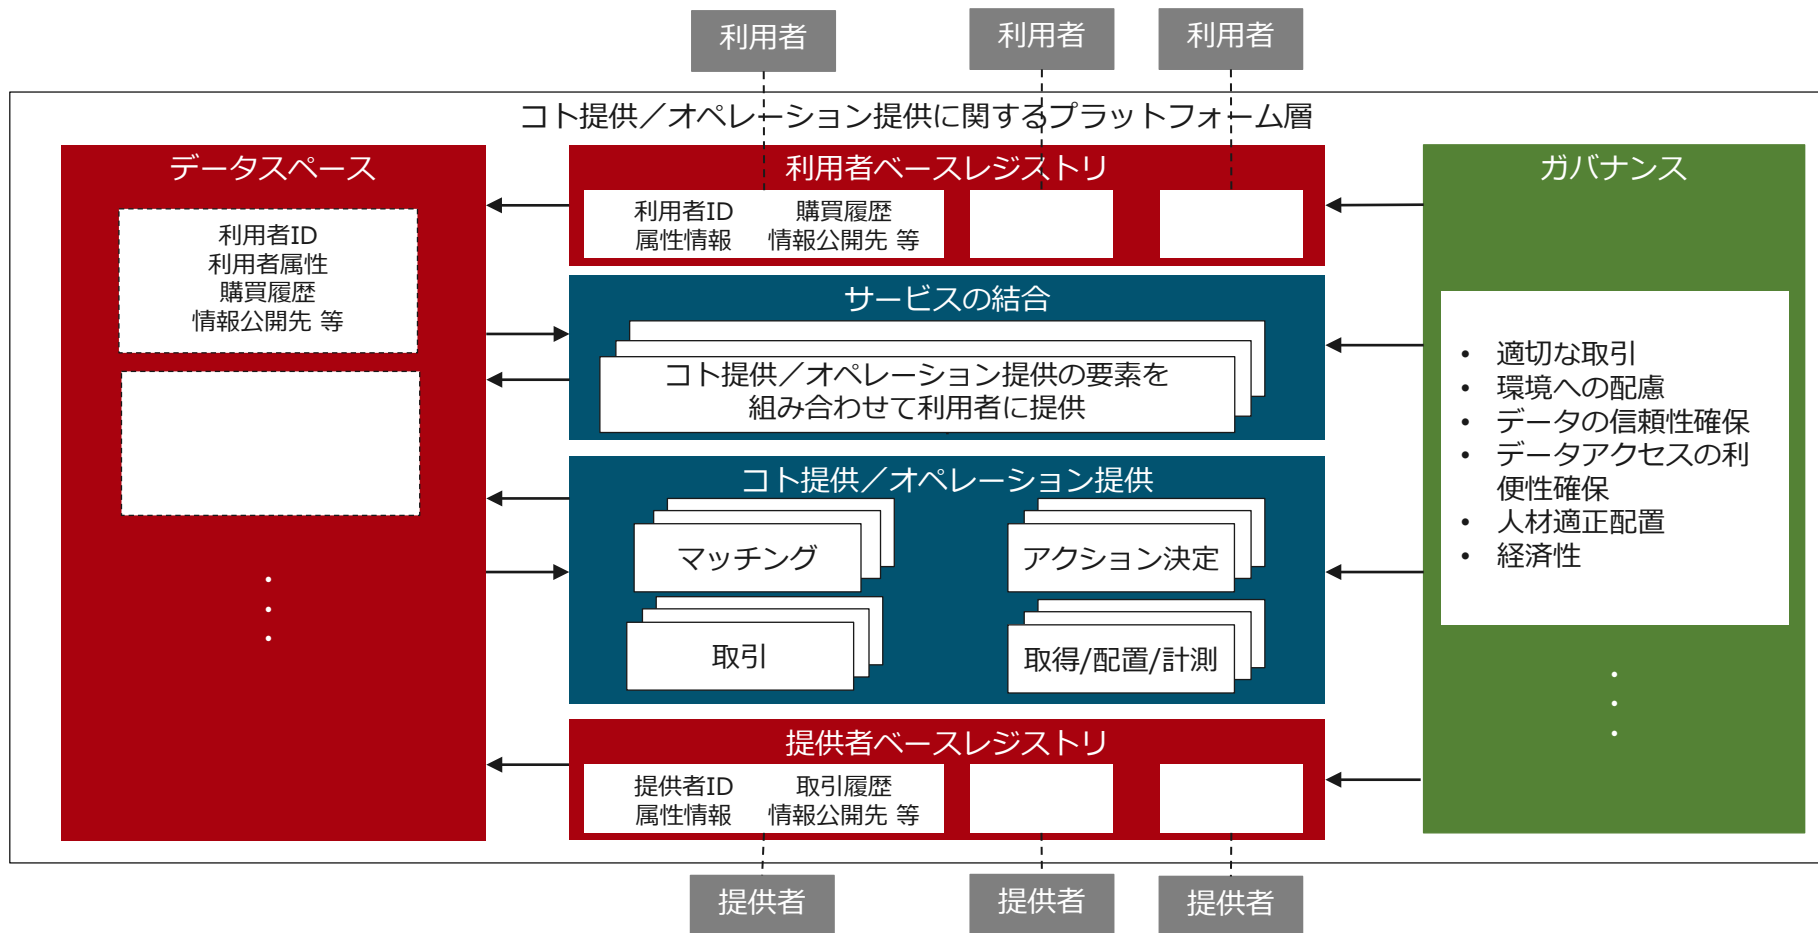 利用者
利用者
利用者
コト提供／オペレーション提供に関するプラットフォーム層
データスペース
利用者ID
利用者属性
購買履歴
情報公開先 等
・
・
・
利用者ベースレジストリ
利用者ID 購買履歴
属性情報 情報公開先 等
サービスの結合
コト提供／オペレーション提供の要素を
組み合わせて利用者に提供
コト提供／オペレーション提供
マッチング
アクション決定
取引
取得/配置/計測
提供者ベースレジストリ
提供者ID 取引履歴
属性情報 情報公開先 等
ガバナンス
• 適切な取引
• 環境への配慮
• データの信頼性確保
• データアクセスの利
便性確保
• 人材適正配置
• 経済性
・
・
・
提供者
提供者
提供者